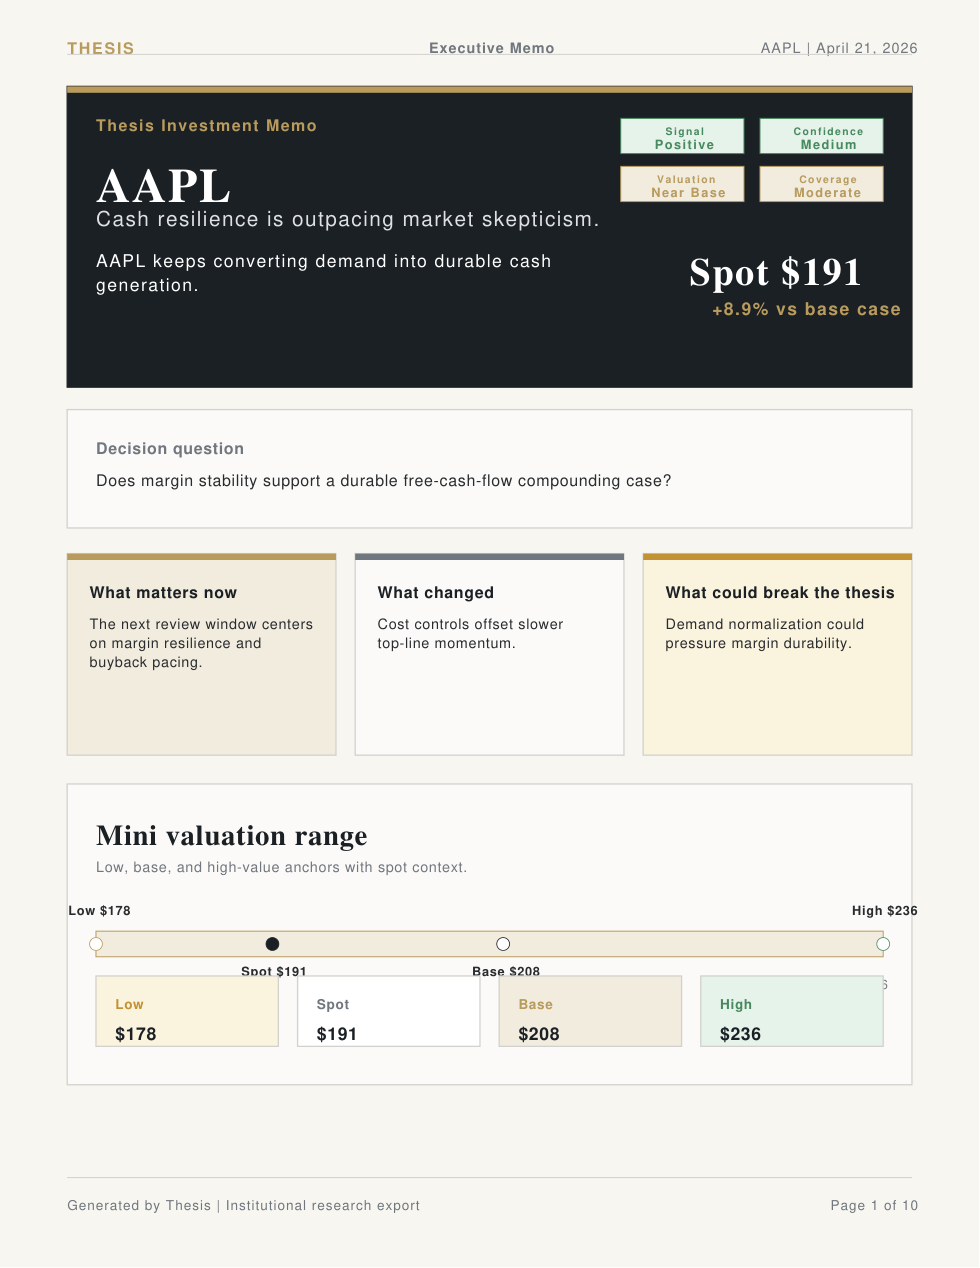 THESIS
Executive Memo
AAPL | April 21, 2026
Thesis Investment Memo
Signal
Positive
Confidence
Medium
Valuation
Near Base
Coverage
Moderate
AAPL
Cash resilience is outpacing market skepticism.
AAPL keeps converting demand into durable cash
generation.
Spot $191
+8.9% vs base case
Decision question
Does margin stability support a durable free-cash-flow compounding case?
What matters now
The next review window centers
on margin resilience and
buyback pacing.
What changed
Cost controls offset slower
top-line momentum.
What could break the thesis
Demand normalization could
pressure margin durability.
Mini valuation range
Low, base, and high-value anchors with spot context.
Low $178
High $236
Spot $191
Base $208
Low
$178
Spot
$191
Base
$208
High
$236
Generated by Thesis | Institutional research export
Page 1 of 10